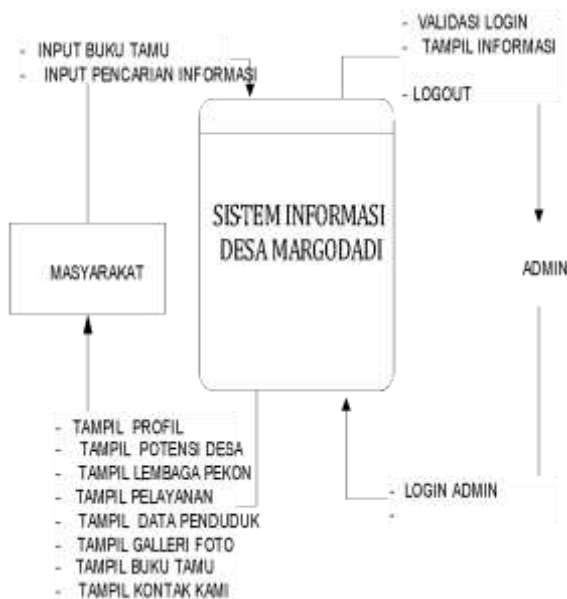 - INPUT BUKU TAMU
- INPUT PENCARIAN INFORMASI
- VALIDASI LOGIN
- TAMPIL INFORMASI
- LOGOUT
SISTEM INFORMASI
DESA MARGODADI
MASYARAKAT
ADMIN
- TAMPIL PROFIL
- TAMPIL POTENSI DESA
- TAMPIL LEMBAGA PEKON
- TAMPIL PELAYANAN
- TAMPIL DATA PENDUDUK
- TAMPIL GALLERI FOTO
- TAMPIL BUKU TAMU
- TAMPIL KONTAK KAMI
- LOGIN ADMIN
-